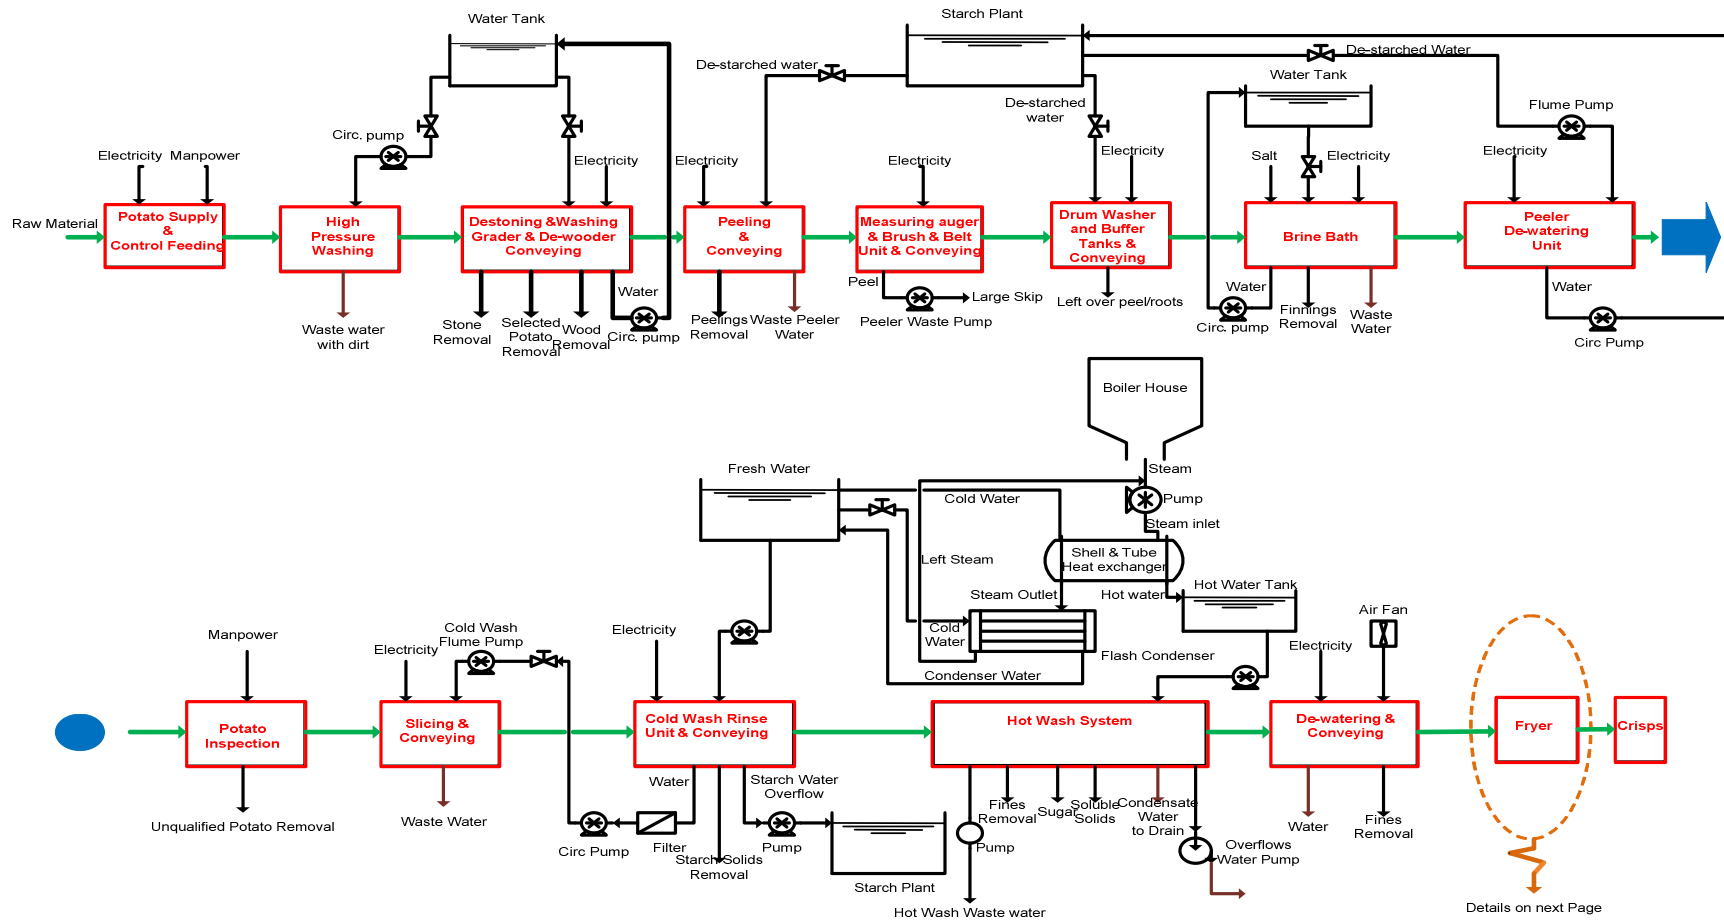 Water Tank
Starch Plant
De-starched water
De-starched Water
Water Tank
De-starched
water
Flume Pump
Circ. pump
Electricity
Manpower
Electricity
Electricity
Electricity
Electricity
Salt
Electricity
Electricity
Raw Material
Potato Supply
&
Control Feeding
High
Pressure
Washing
Destoning &Washing
Grader & De-wooder
Conveying
Peeling
&
Conveying
Measuring auger
& Brush & Belt
Unit & Conveying
Drum Washer
and Buffer
Tanks &
Conveying
Brine Bath
Peeler
De-watering
Unit
Waste water
with dirt
Stone
Removal
Selected
Potato
Removal
Wood
Removal
Water
Circ. pump
Peelings
Removal
Waste Peeler
Water
Peel
Large Skip
Peeler Waste Pump
Left over peel/roots
Water
Circ. pump
Finnings
Removal
Waste
Water
Water
Circ Pump
Boiler House
Steam
Fresh Water
Cold Water
Pump
Steam inlet
Left Steam
Shell & Tube
Heat exchanger
Steam Outlet
Hot water
Hot Water Tank
Cold
Water
Flash Condenser
Condenser Water
Air Fan
Manpower
Electricity
Cold Wash
Flume Pump
Electricity
Electricity
Potato
Inspection
Slicing &
Conveying
Cold Wash Rinse
Unit & Conveying
Hot Wash System
De-watering &
Conveying
Fryer
Crisps
Unqualified Potato Removal
Waste Water
Circ Pump
Filter
Water
Starch Solids
Removal
Starch Water
Overflow
Pump
Starch Plant
Pump
Hot Wash Waste water
Fines
Removal
Sugar
Soluble
Solids
Condensate
Water
to Drain
Overflows
Water Pump
Water
Fines
Removal
Details on next Page